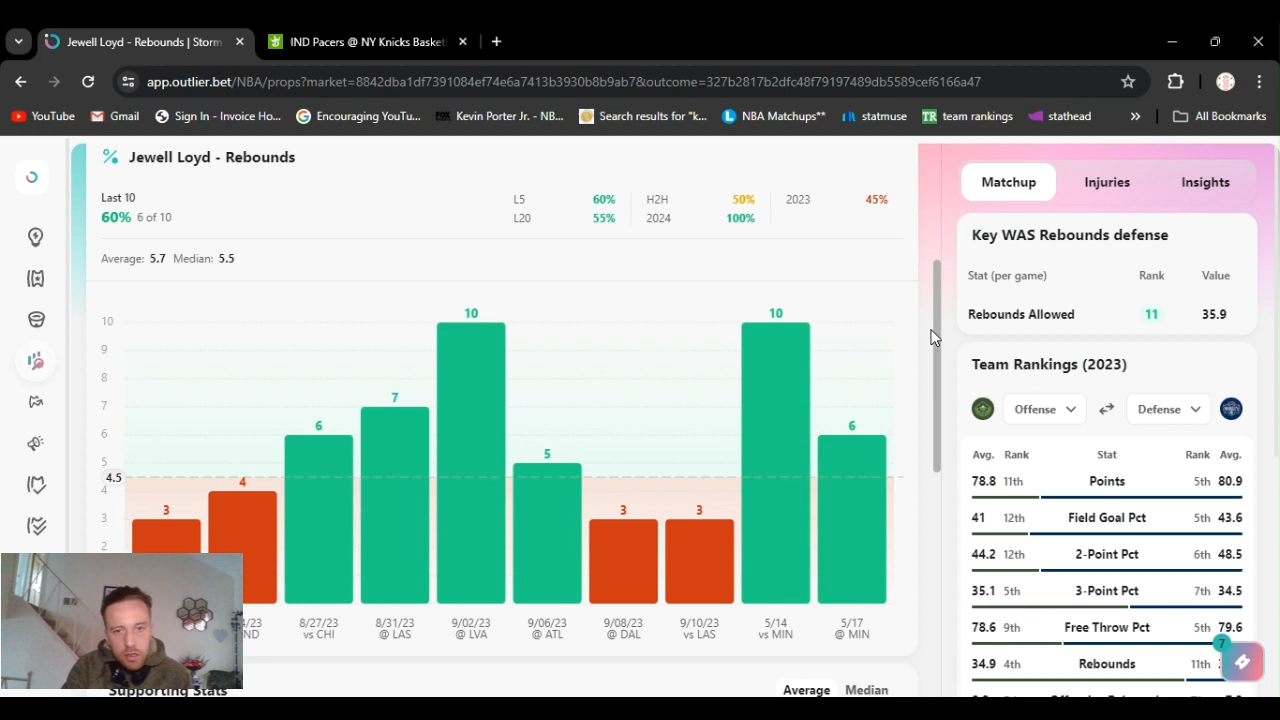 Jewell Loyd - Rebounds | Storm
IND Pacers @ NY Knicks Basket
app.outlier.bet/NBA/props?market=8842dba1df7391084ef74e6a7413b3930b8b9ab7&outcome=327b2817b2dfc48f79197489db5589cef6166a47
YouTube Gmail Sign In - Invoice Ho... Encouraging YouTu... FOX Kevin Porter Jr. - NB... Search results for "k... NBA Matchups** statmuse TR team rankings stathead » All Bookmarks
Jewell Loyd - Rebounds
Last 10
60% 6 of 10
L5 60% H2H 50% 2023 45%
L20 55% 2024 100%
Average: 5.7 Median: 5.5
10
9
8
7
6
5
4.5
4
3
2
3 4 6 7 10 5 3 3 10 6
4/23 8/27/23 8/31/23 9/02/23 9/06/23 9/08/23 9/10/23 5/14 5/17
ND vs CHI @ LAS @ LVA @ ATL @ DAL vs LAS vs MIN @ MIN
Supporting Stats
Average Median
Matchup Injuries Insights
Key WAS Rebounds defense
Stat (per game) Rank Value
Rebounds Allowed 11 35.9
Team Rankings (2023)
Offense Defense
Avg. Rank Stat Rank Avg.
78.8 11th Points 5th 80.9
41 12th Field Goal Pct 5th 43.6
44.2 12th 2-Point Pct 6th 48.5
35.1 5th 3-Point Pct 7th 34.5
78.6 9th Free Throw Pct 5th 79.6
7
34.9 4th Rebounds 11th